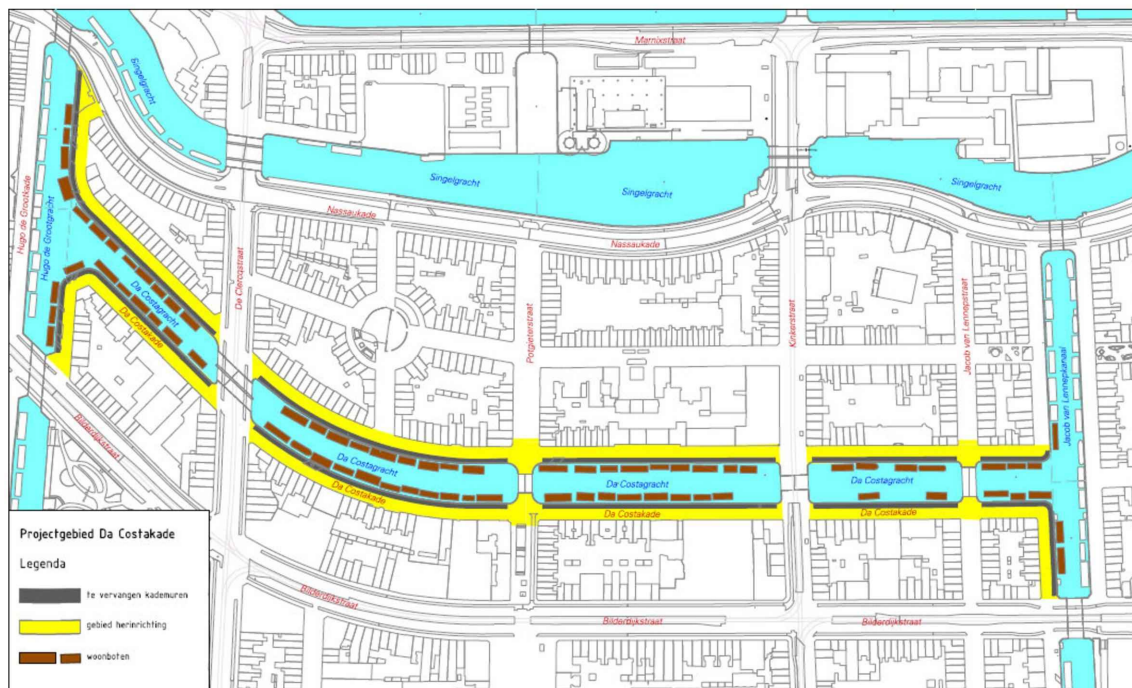 Marnixstraat
Singelgracht
Singelgracht
Singelgracht
Singelgracht
Hugo de Grootkade
Hugo de Grootgracht
Nassaukade
Nassaukade
De Clercqstraat
Da Costagracht
Da Costakade
Potgieterstraat
Kinkerstraat
Jacob van Lennepstraat
Jacob van Lennepkanaal
Bilderdijkstraat
Da Costagracht
Da Costakade
Da Costagracht
Da Costakade
Da Costagracht
Da Costakade
Bilderdijkstraat
Bilderdijkstraat
Bilderdijkstraat
Projectgebied Da Costakade
Legenda
te vervangen kademuren
gebied herinrichting
woonboten